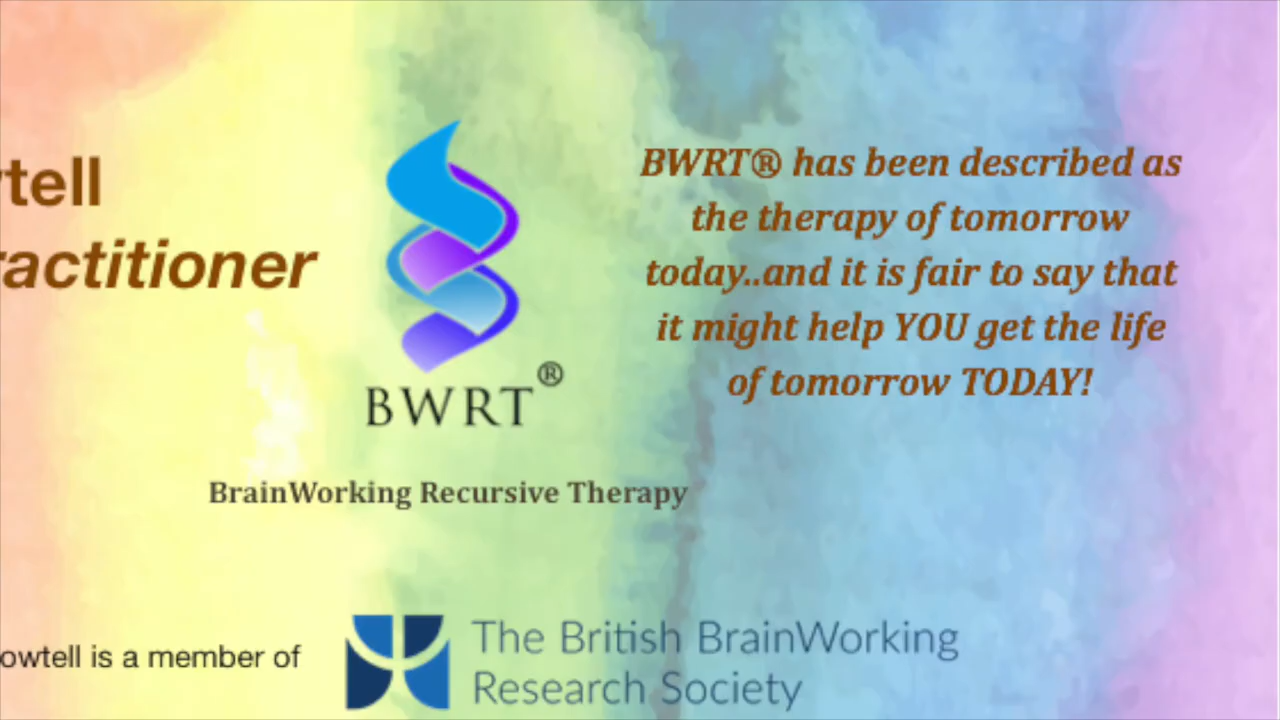 tell
ractitioner
BWRT®
BrainWorking Recursive Therapy
BWRT® has been described as
the therapy of tomorrow
today..and it is fair to say that
it might help YOU get the life
of tomorrow TODAY!
owtell is a member of
The British BrainWorking
Research Society